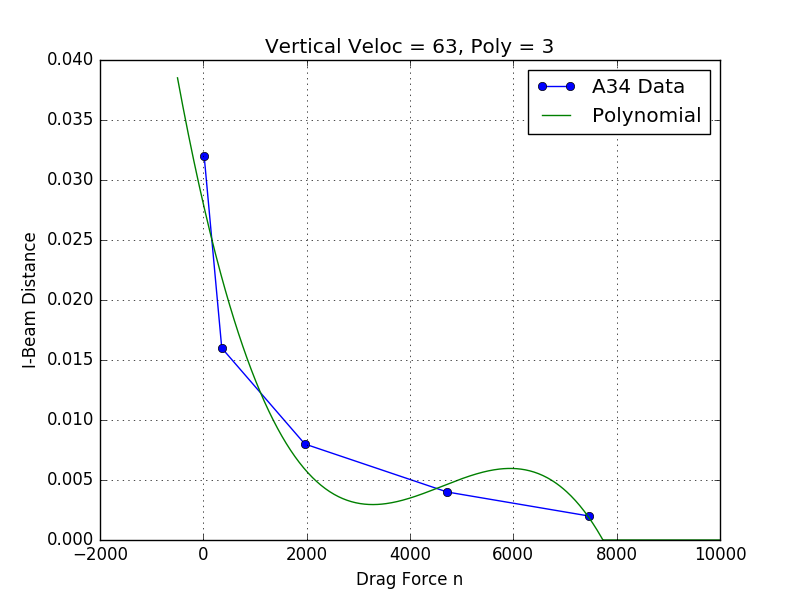 Vertical Veloc = 63, Poly = 3
0.040
0.035
0.030
0.025
0.020
0.015
0.010
0.005
0.000
I-Beam Distance
A34 Data
Polynomial
−2000 0 2000 4000 6000 8000 10000
Drag Force n